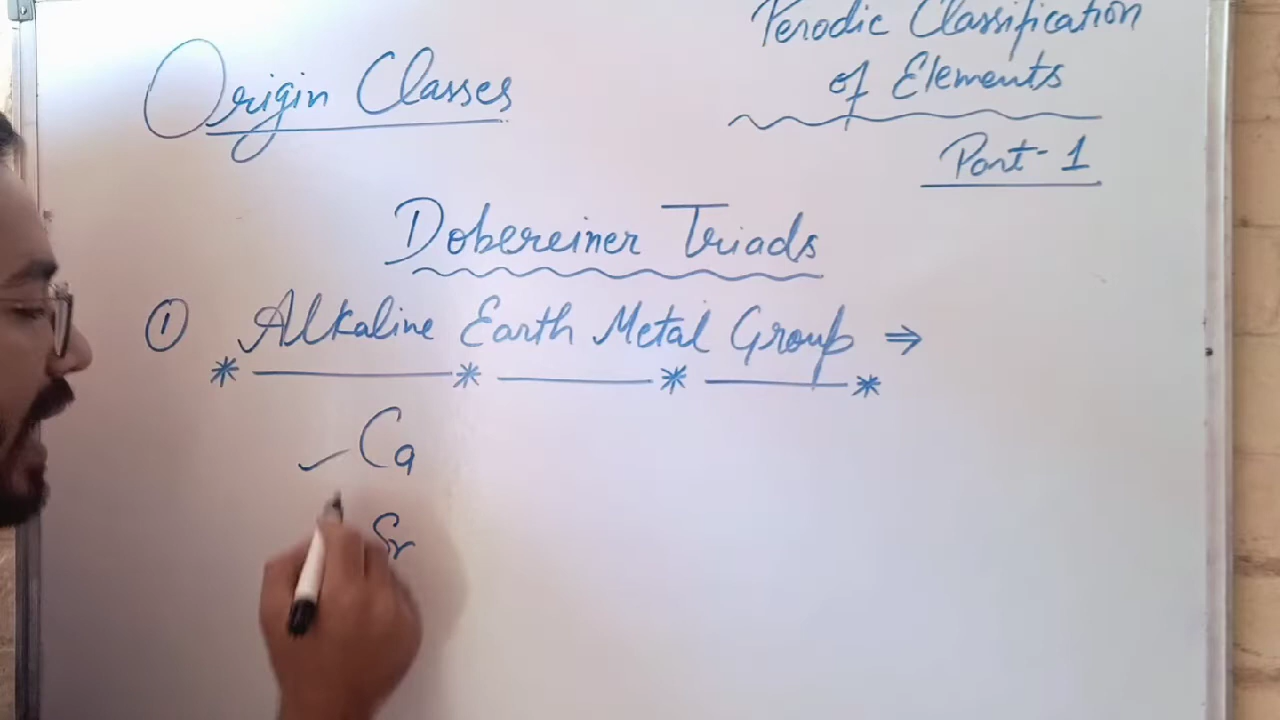 Origin Classes
Periodic Classification
of Elements
Part-1
Dobereiner Triads
① Alkaline Earth Metal Group ⇒
Ca
Sr